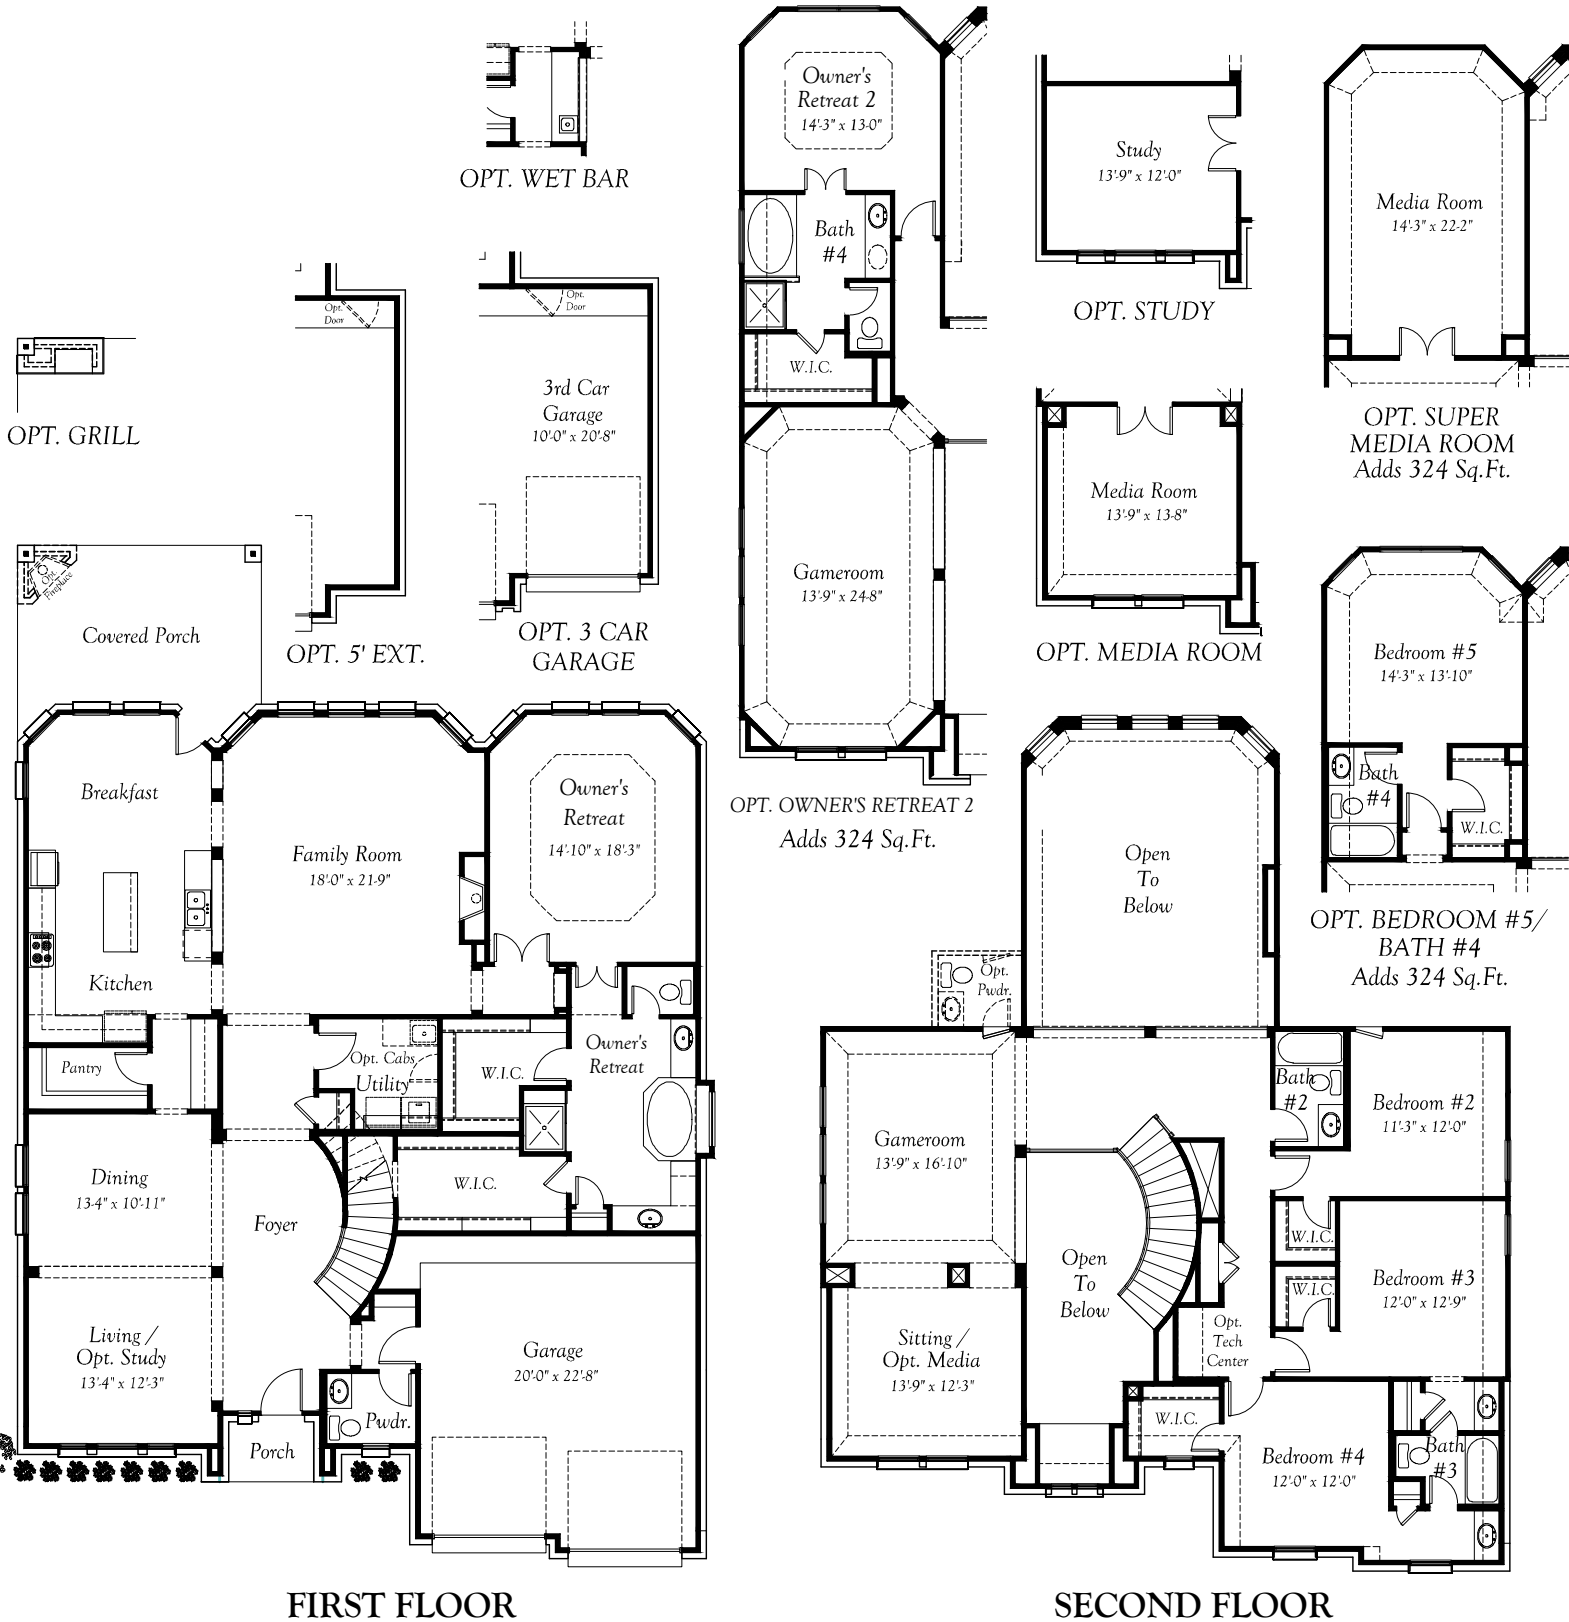 OPT. WET BAR
Owner's
Retreat 2
14'-3" x 13-0"
Bath
#4
W.I.C.
Gameroom
13'-9" x 24-8"
OPT. OWNER'S RETREAT 2
Adds 324 Sq.Ft.
Study
13'-9" x 12'-0"
OPT. STUDY
Media Room
13'-9" x 13-8"
OPT. MEDIA ROOM
Media Room
14'-3" x 22-2"
OPT. SUPER
MEDIA ROOM
Adds 324 Sq.Ft.
Bedroom #5
14'-3" x 13'-10"
Bath
#4
W.I.C.
OPT. BEDROOM #5/
BATH #4
Adds 324 Sq.Ft.
OPT. GRILL
Opt.
Door
OPT. 5' EXT.
Opt.
Door
3rd Car
Garage
10'-0" x 20'-8"
OPT. 3 CAR
GARAGE
Opt.
Fireplace
Covered Porch
Breakfast
Family Room
18'-0" x 21'-9"
Owner's
Retreat
14'-10" x 18'-3"
Kitchen
Pantry
Opt. Cabs
Utility
W.I.C.
Owner's
Retreat
W.I.C.
Dining
13-4" x 10'-11"
Foyer
Living /
Opt. Study
13'-4" x 12'-3"
Garage
20'-0" x 22'-8"
Pwdr.
Porch
FIRST FLOOR
Open
To
Below
Opt.
Pwdr.
Gameroom
13'-9" x 16'-10"
Bath
#2
Bedroom #2
11'-3" x 12'-0"
W.I.C.
W.I.C.
Bedroom #3
12'-0" x 12'-9"
Open
To
Below
Opt.
Tech
Center
Sitting /
Opt. Media
13'-9" x 12'-3"
W.I.C.
Bedroom #4
12'-0" x 12'-0"
Bath
#3
SECOND FLOOR